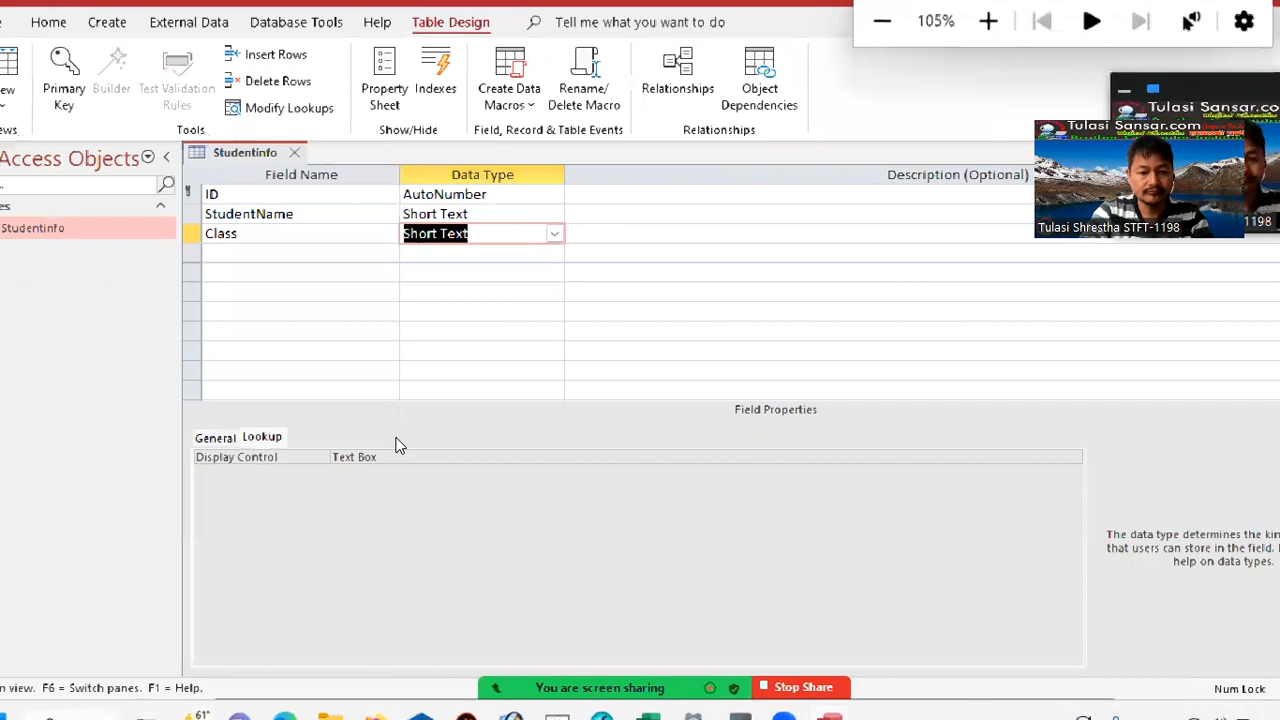 Home Create External Data Database Tools Help Table Design Tell me what you want to do
105%
Primary Key
Builder
Test Validation Rules
Insert Rows
Delete Rows
Modify Lookups
Property Sheet
Indexes
Create Data Macros
Rename/ Delete Macro
Relationships
Object Dependencies
Tools
Show/Hide
Field, Record & Table Events
Relationships
Tulasi Sansar.co
Tulasi Sansar.com
Tulasi Shrestha STFT-1198
1198
Access Objects
Studentinfo
Studentinfo
Field Name Data Type Description (Optional)
ID AutoNumber
StudentName Short Text
Class Short Text
Field Properties
General Lookup
Display Control Text Box
The data type determines the kin
that users can store in the field.
help on data types.
n view. F6 = Switch panes. F1 = Help.
You are screen sharing
Stop Share
Num Lock
61°